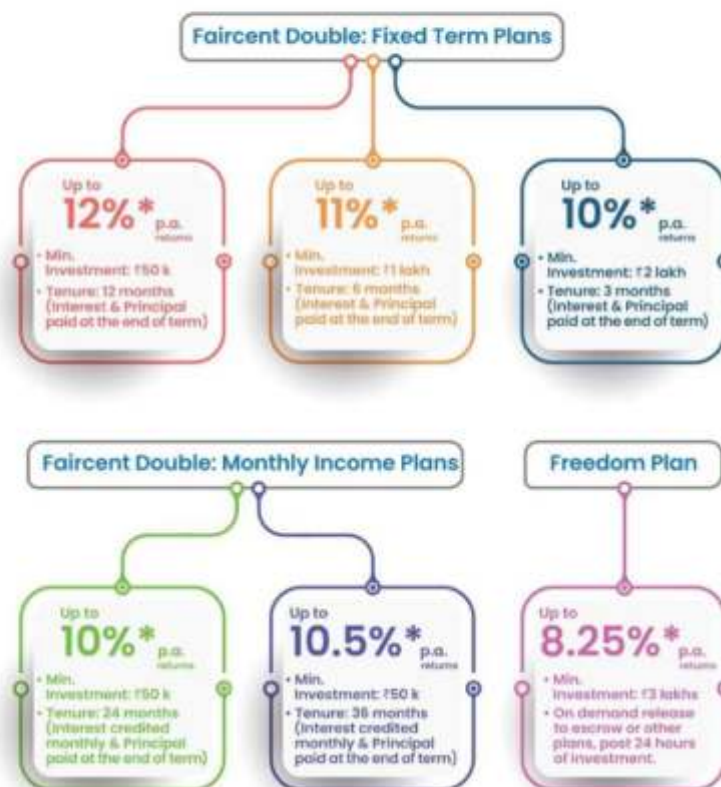 Faircent Double: Fixed Term Plans
Up to
12%* p.a.
returns
• Min.
Investment: ₹50 k
• Tenure: 12 months
(Interest & Principal
paid at the end of term)
Up to
11%* p.a.
returns
• Min.
Investment: ₹1 lakh
• Tenure: 6 months
(Interest & Principal
paid at the end of term)
Up to
10%* p.a.
returns
• Min.
Investment: ₹2 lakh
• Tenure: 3 months
(Interest & Principal
paid at the end of term)
Faircent Double: Monthly Income Plans
Up to
10%* p.a.
returns
• Min.
Investment: ₹50 k
• Tenure: 24 months
(Interest credited
monthly & Principal
paid at the end of term)
Up to
10.5%* p.a.
returns
• Min.
Investment: ₹50 k
• Tenure: 36 months
(Interest credited
monthly & Principal
paid at the end of term)
Freedom Plan
Up to
8.25%* p.a.
returns
• Min.
Investment: ₹3 lakhs
• On demand release
to escrow or other
plans, post 24 hours
of investment.